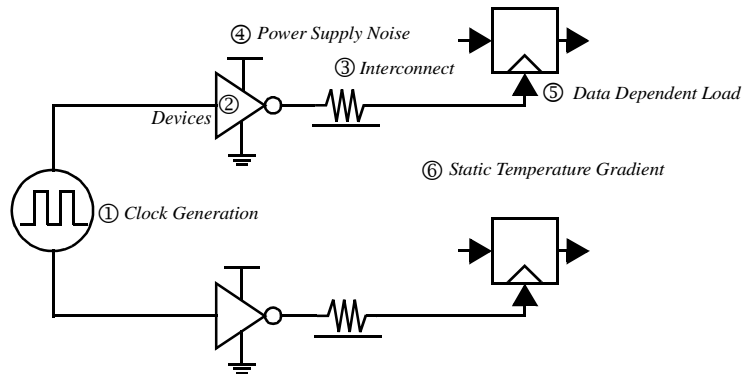 ④ Power Supply Noise
③ Interconnect
② Devices
⑤ Data Dependent Load
⑥ Static Temperature Gradient
① Clock Generation